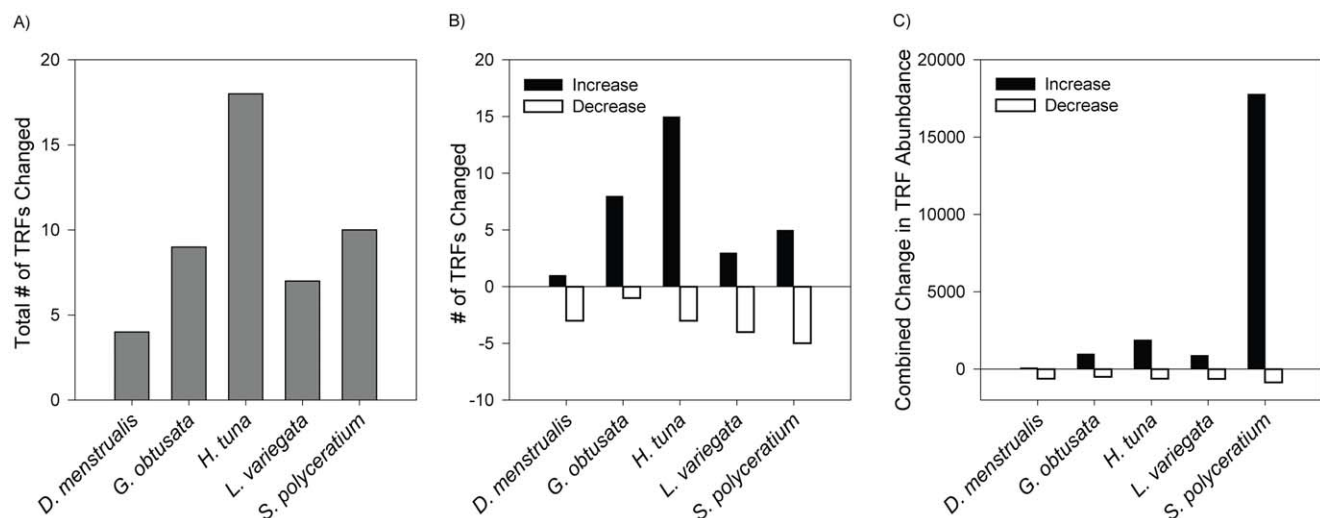 A)
Total # of TRFs Changed
20
15
10
5
0
D. menstrualis
G. obtusata
H. tuna
L. variegata
S. polyceratium
B)
# of TRFs Changed
20
15
10
5
0
-5
-10
Increase
Decrease
D. menstrualis
G. obtusata
H. tuna
L. variegata
S. polyceratium
C)
Combined Change in TRF Abunbdance
20000
15000
10000
5000
0
Increase
Decrease
D. menstrualis
G. obtusata
H. tuna
L. variegata
S. polyceratium